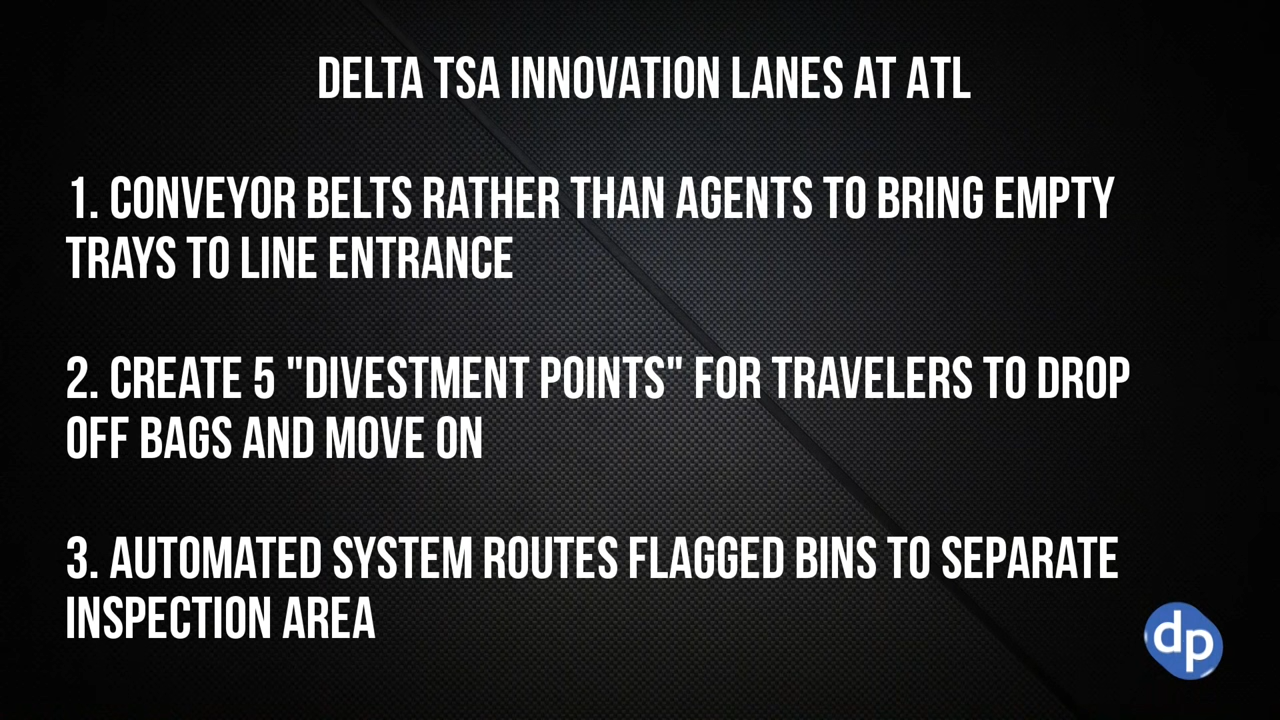 DELTA TSA INNOVATION LANES AT ATL
1. CONVEYOR BELTS RATHER THAN AGENTS TO BRING EMPTY
TRAYS TO LINE ENTRANCE
2. CREATE 5 "DIVESTMENT POINTS" FOR TRAVELERS TO DROP
OFF BAGS AND MOVE ON
3. AUTOMATED SYSTEM ROUTES FLAGGED BINS TO SEPARATE
INSPECTION AREA
dp